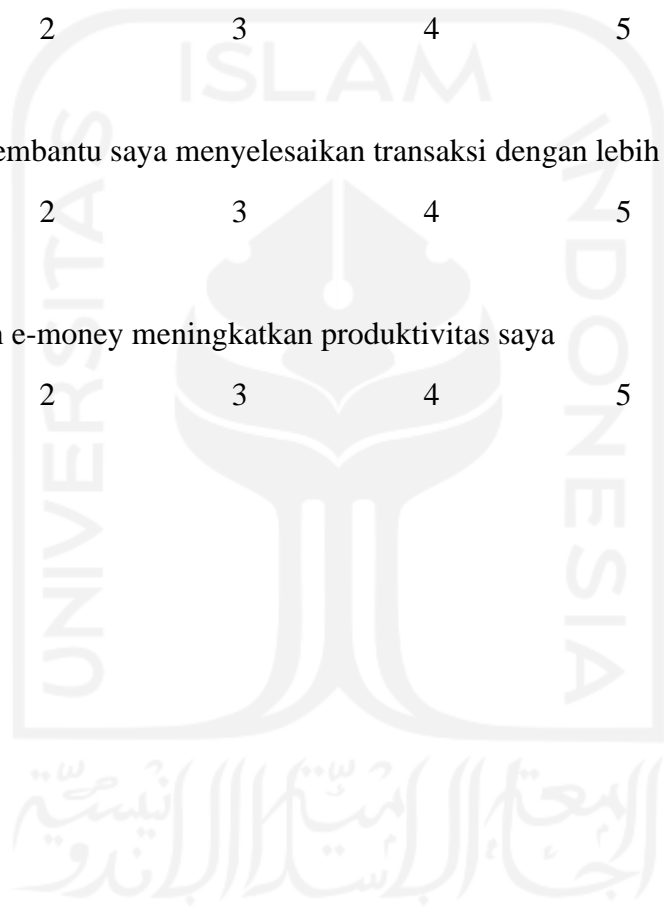 2 3 4 5
ISLAM
embantu saya menyelesaikan transaksi dengan lebih
2 3 4 5
UNIVERSITAS
INDONESIA
n e-money meningkatkan produktivitas saya
2 3 4 5